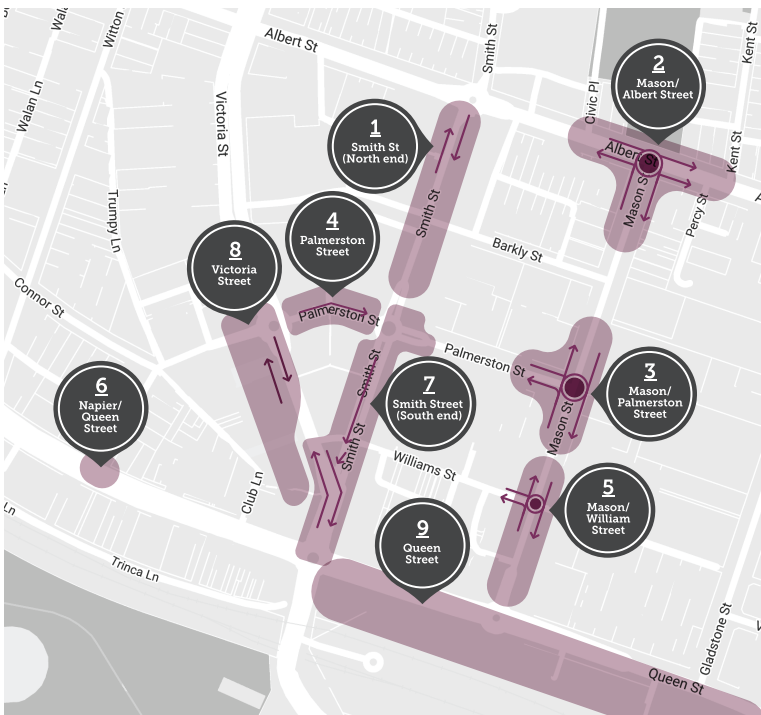 Wala
Witton
Walan Ln
Albert St
Smith St
Victoria St
Civic Pl
Kent St
2
Mason/
Albert Street
1
Smith St
(North end)
Albert St
Kent St
Mason St
Percy St
A
Trumpy Ln
Smith St
4
Palmerston
Street
8
Victoria
Street
Barkly St
Connor St
Palmerston St
Palmerston St
Smith St
3
Mason/
Palmerston
Street
7
Smith Street
(South end)
6
Napier/
Queen
Street
Mason St
Smith St
Williams St
Club Ln
5
Mason/
William
Street
Ln
9
Queen
Street
Trinca Ln
Gladstone St
V
Queen St